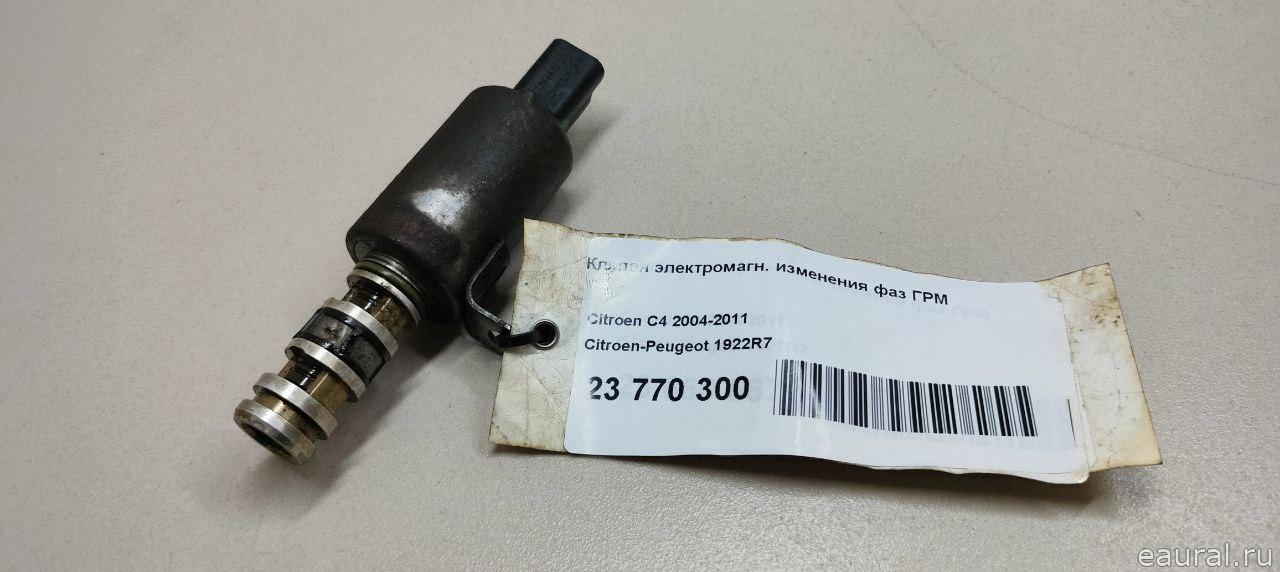 Клапан электромагн. изменения фаз ГРМ
Citroen C4 2004-2011
Citroen-Peugeot 1922R7
23 770 300
eaural.ru